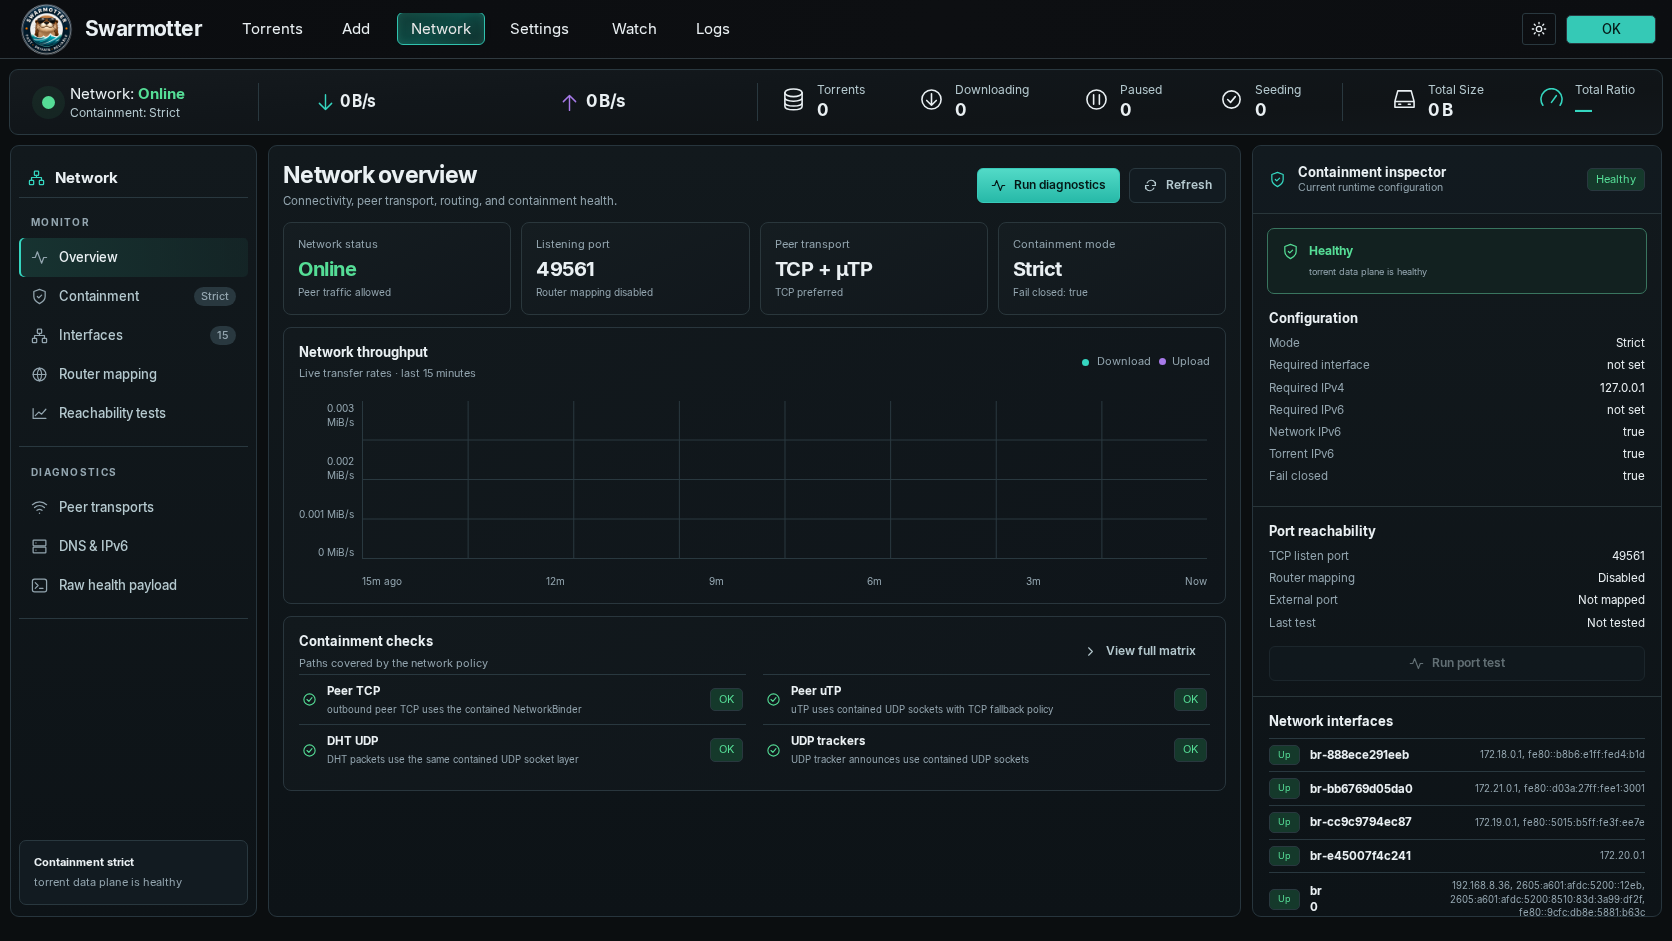 Swarmotter
Torrents
Add
Network
Settings
Watch
Logs
OK
Network: Online
Containment: Strict
0 B/s
0 B/s
Torrents
0
Downloading
0
Paused
0
Seeding
0
Total Size
0 B
Total Ratio
—
Network
MONITOR
Overview
Containment
Strict
Interfaces
15
Router mapping
Reachability tests
DIAGNOSTICS
Peer transports
DNS & IPv6
Raw health payload
Containment strict
torrent data plane is healthy
Network overview
Connectivity, peer transport, routing, and containment health.
Run diagnostics
Refresh
Network status
Online
Peer traffic allowed
Listening port
49561
Router mapping disabled
Peer transport
TCP + µTP
TCP preferred
Containment mode
Strict
Fail closed: true
Network throughput
Live transfer rates · last 15 minutes
Download
Upload
0.003
MiB/s
0.002
MiB/s
0.001 MiB/s
0 MiB/s
15m ago
12m
9m
6m
3m
Now
Containment checks
Paths covered by the network policy
View full matrix
Peer TCP
outbound peer TCP uses the contained NetworkBinder
OK
Peer uTP
uTP uses contained UDP sockets with TCP fallback policy
OK
DHT UDP
DHT packets use the same contained UDP socket layer
OK
UDP trackers
UDP tracker announces use contained UDP sockets
OK
Containment inspector
Current runtime configuration
Healthy
Healthy
torrent data plane is healthy
Configuration
Mode
Strict
Required interface
not set
Required IPv4
127.0.0.1
Required IPv6
not set
Network IPv6
true
Torrent IPv6
true
Fail closed
true
Port reachability
TCP listen port
49561
Router mapping
Disabled
External port
Not mapped
Last test
Not tested
Run port test
Network interfaces
Up
br-888ece291eeb
172.18.0.1, fe80::b8b6:e1ff:fed4:b1d
Up
br-bb6769d05da0
172.21.0.1, fe80::d03a:27ff:fee1:3001
Up
br-cc9c9794ec87
172.19.0.1, fe80::5015:b5ff:fe3f:ee7e
Up
br-e45007f4c241
172.20.0.1
Up
br
0
192.168.8.36, 2605:a601:afdc:5200::12eb,
2605:a601:afdc:5200:8510:83d:3a99:df2f,
fe80::9cfc:db8e:5881:b63c